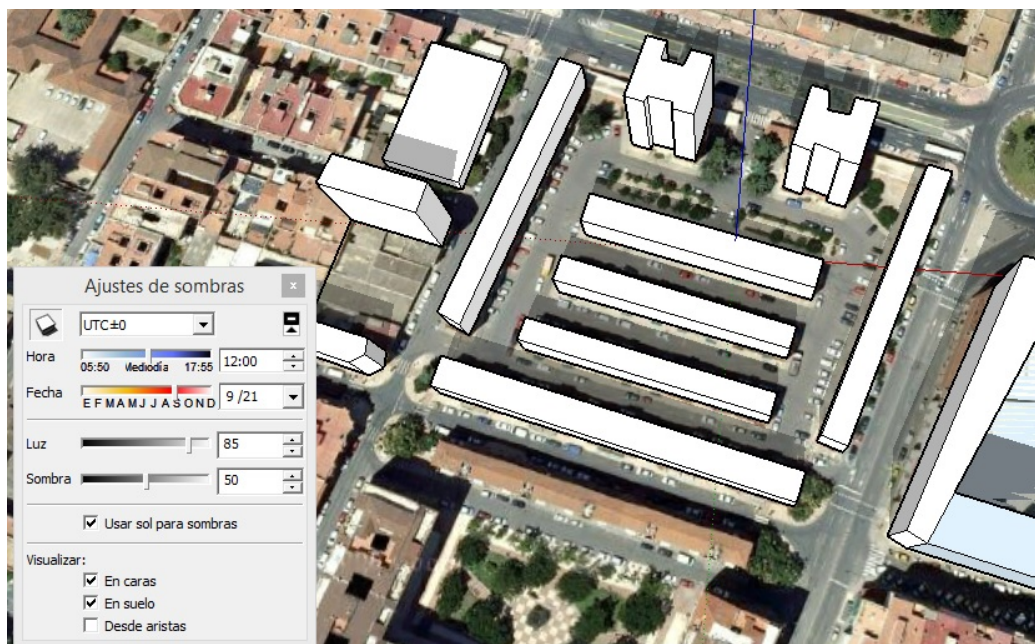 Ajustes de sombras x
UTC±0
Hora 05:50 Mediodía 17:55 12:00
Fecha E F M A M J J A S O N D 9 /21
Luz 85
Sombra 50
Usar sol para sombras
Visualizar:
En caras
En suelo
Desde aristas